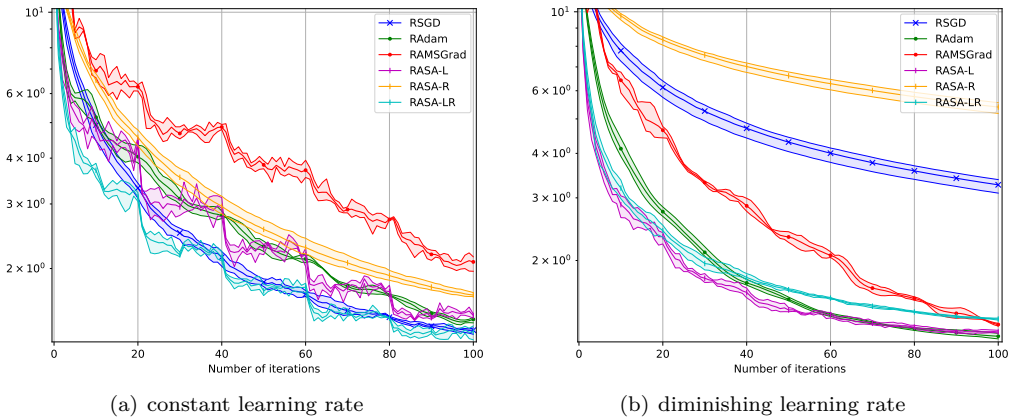 10¹
6 × 10⁰
4 × 10⁰
3 × 10⁰
2 × 10⁰
0 20 40 60 80 100
Number of iterations
RSGD
RAdam
RAMSGrad
RASA-L
RASA-R
RASA-LR
(a) constant learning rate
10¹
6 × 10⁰
4 × 10⁰
3 × 10⁰
2 × 10⁰
0 20 40 60 80 100
Number of iterations
RSGD
RAdam
RAMSGrad
RASA-L
RASA-R
RASA-LR
(b) diminishing learning rate